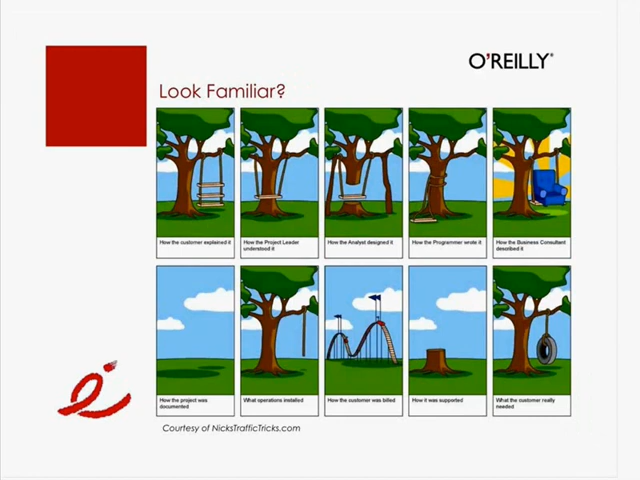 O'REILLY®
Look Familiar?
How the customer explained it
How the Project Leader
understood it
How the Analyst designed it
How the Programmer wrote it
How the Business Consultant
described it
How the project was
documented
What operations installed
How the customer was billed
How it was supported
What the customer really
needed
Courtesy of NicksTrafficTricks.com